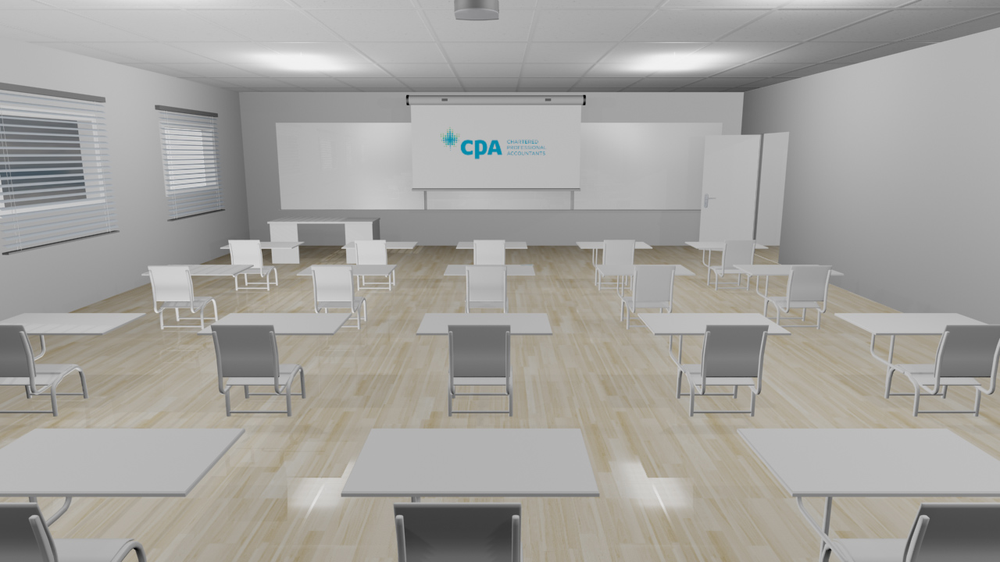 CPA
CHARTERED
PROFESSIONAL
ACCOUNTANTS